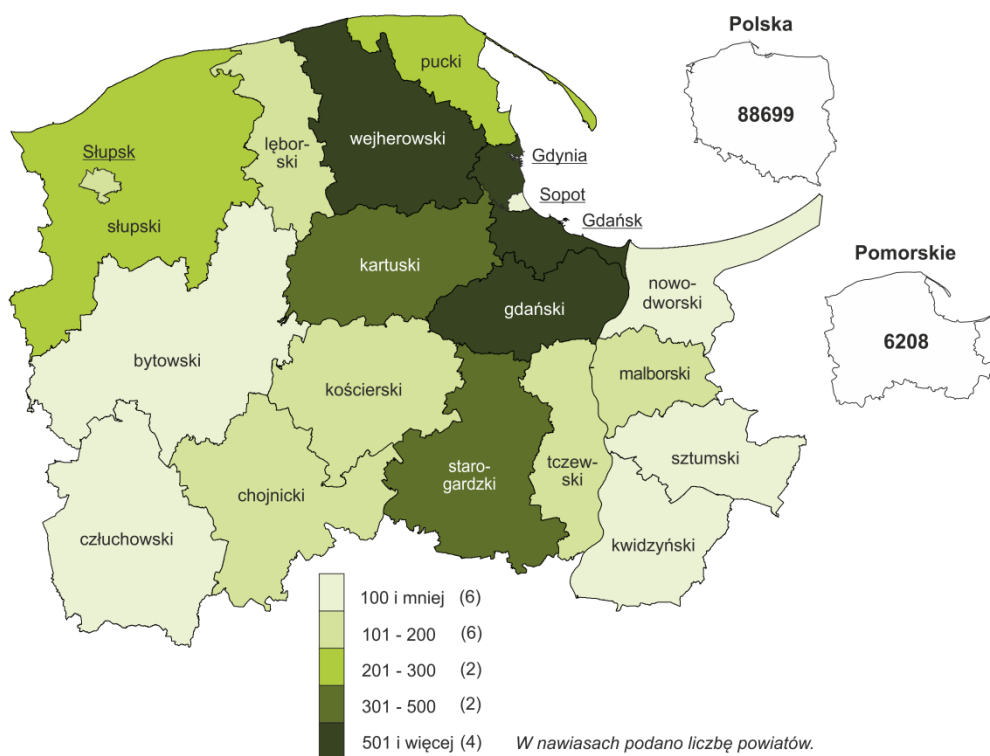 Polska
88699
pucki
wejherowski
lębor-
ski
Słupsk
słupski
Gdynia
Sopot
Gdańsk
Pomorskie
6208
kartuski
gdański
nowo-
dworski
bytowski
kościerski
malborski
staro-
gardzki
tczew-
ski
sztumski
chojnicki
człuchowski
kwidzyński
100 i mniej (6)
101 - 200 (6)
201 - 300 (2)
301 - 500 (2)
501 i więcej (4)
W nawiasach podano liczbę powiatów.